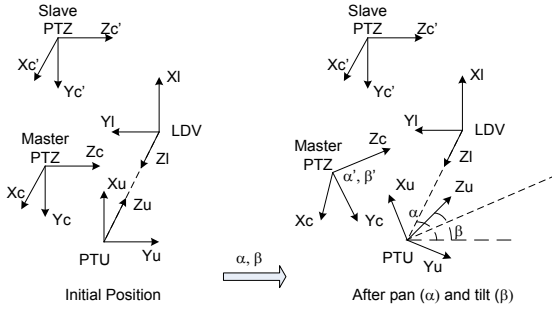 Slave
PTZ
Zc'
Xc'
Yc'
Xl
Yl
LDV
Zl
Master
PTZ
Zc
Xc
Yc
Xu
Zu
PTU
Yu
Initial Position
α, β
Slave
PTZ
Zc'
Xc'
Yc'
Xl
Yl
LDV
Zl
Master
PTZ
Zc
α', β'
Xc
Yc
Xu
Zu
α
β
PTU
Yu
After pan (α) and tilt (β)